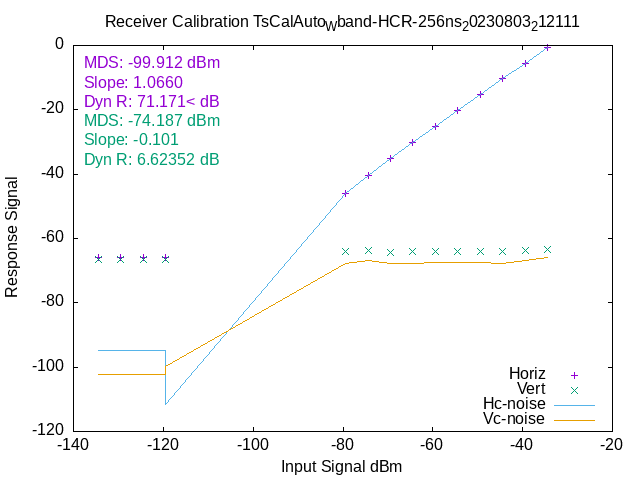 Receiver Calibration TsCalAutoWband-HCR-256ns20230803212111
MDS: -99.912 dBm
Slope: 1.0660
Dyn R: 71.171< dB
MDS: -74.187 dBm
Slope: -0.101
Dyn R: 6.62352 dB
0
-20
-40
-60
-80
-100
-120
Response Signal
Horiz
Vert
Hc-noise
Vc-noise
-140 -120 -100 -80 -60 -40 -20
Input Signal dBm